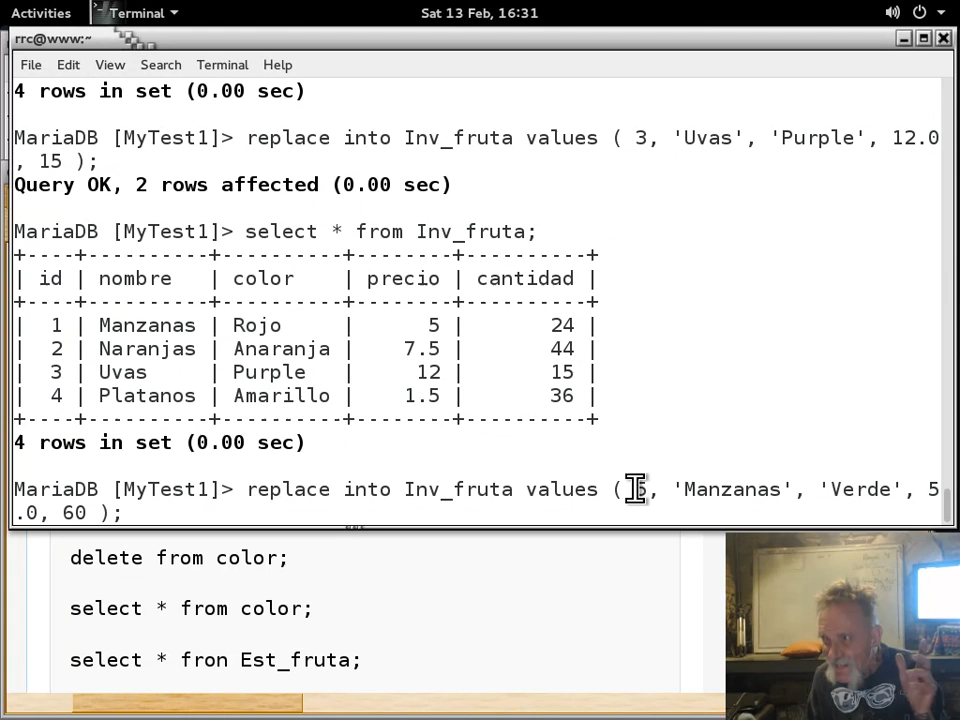 Activities Terminal Sat 13 Feb, 16:31
rrc@www:~
File Edit View Search Terminal Help
4 rows in set (0.00 sec)
MariaDB [MyTest1]> replace into Inv_fruta values ( 3, 'Uvas', 'Purple', 12.0
, 15 );
Query OK, 2 rows affected (0.00 sec)
MariaDB [MyTest1]> select * from Inv_fruta;
+----+----------+----------+--------+----------+
| id | nombre | color | precio | cantidad |
+----+----------+----------+--------+----------+
| 1 | Manzanas | Rojo | 5 | 24 |
| 2 | Naranjas | Anaranja | 7.5 | 44 |
| 3 | Uvas | Purple | 12 | 15 |
| 4 | Platanos | Amarillo | 1.5 | 36 |
+----+----------+----------+--------+----------+
4 rows in set (0.00 sec)
MariaDB [MyTest1]> replace into Inv_fruta values ( 5, 'Manzanas', 'Verde', 5
.0, 60 );
delete from color;
select * from color;
select * fron Est_fruta;